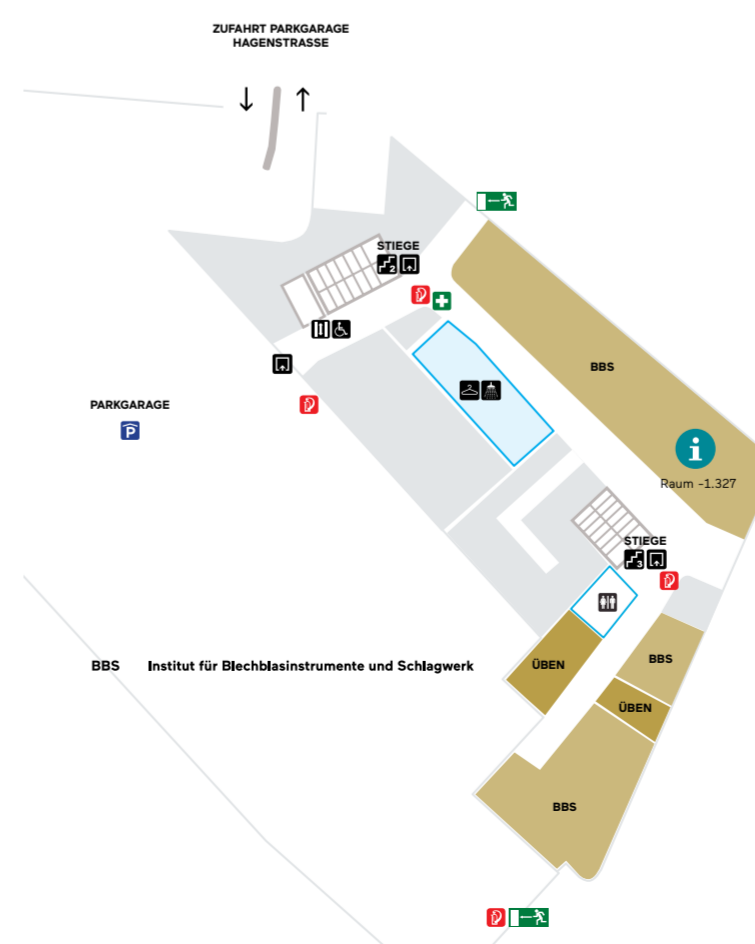 ZUFAHRT PARKGARAGE
HAGENSTRASSE
STIEGE
2
BBS
PARKGARAGE
P
i
Raum -1.327
STIEGE
3
BBS Institut für Blechblasinstrumente und Schlagwerk
ÜBEN
BBS
ÜBEN
BBS